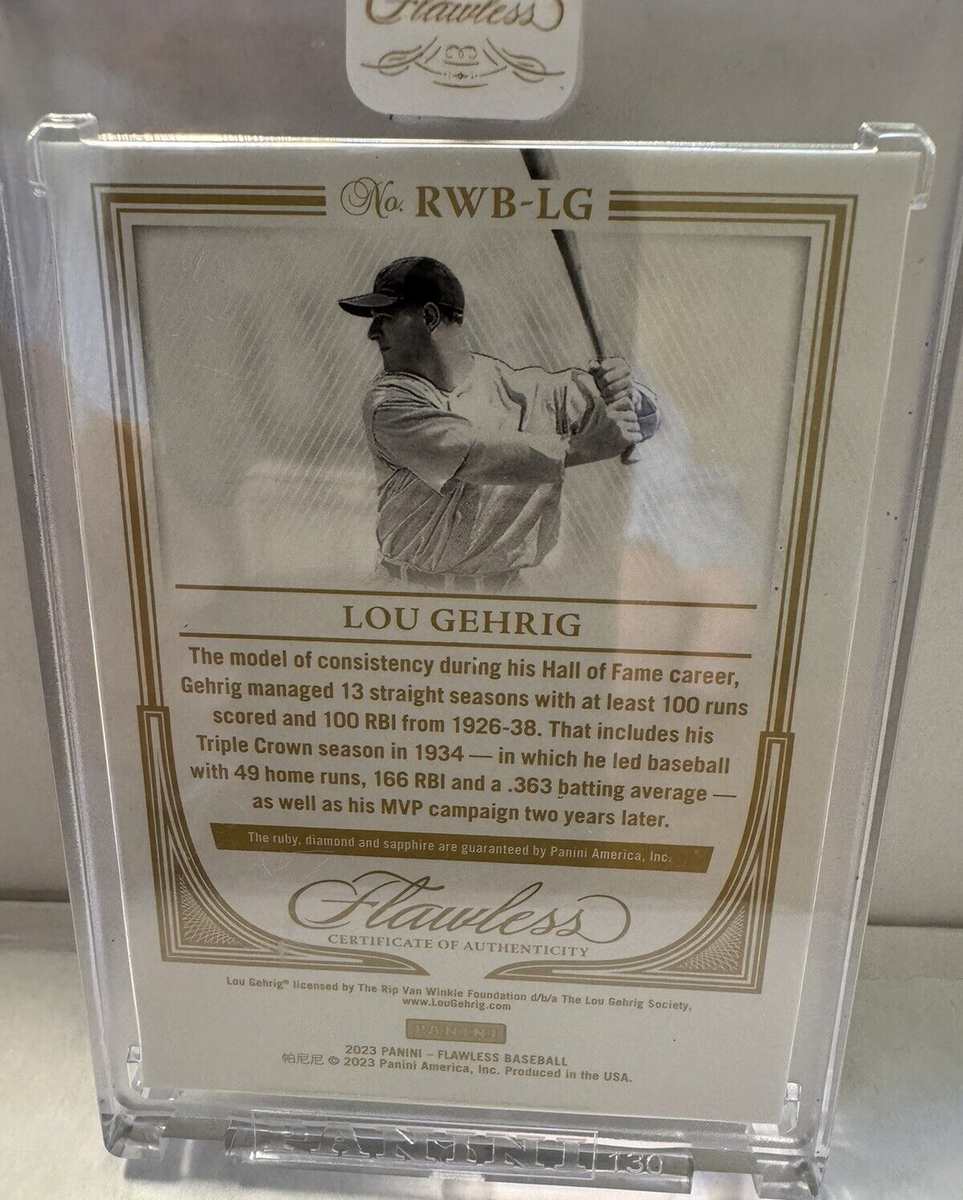 Flawless
No. RWB-LG
LOU GEHRIG
The model of consistency during his Hall of Fame career,
Gehrig managed 13 straight seasons with at least 100 runs
scored and 100 RBI from 1926-38. That includes his
Triple Crown season in 1934 — in which he led baseball
with 49 home runs, 166 RBI and a .363 batting average —
as well as his MVP campaign two years later.
The ruby, diamond and sapphire are guaranteed by Panini America, Inc.
Flawless
CERTIFICATE OF AUTHENTICITY
Lou Gehrig® licensed by The Rip Van Winkle Foundation d/b/a The Lou Gehrig Society,
www.LouGehrig.com
PANINI
2023 PANINI – FLAWLESS BASEBALL
帕尼尼 © 2023 Panini America, Inc. Produced in the USA.
PANINI 130